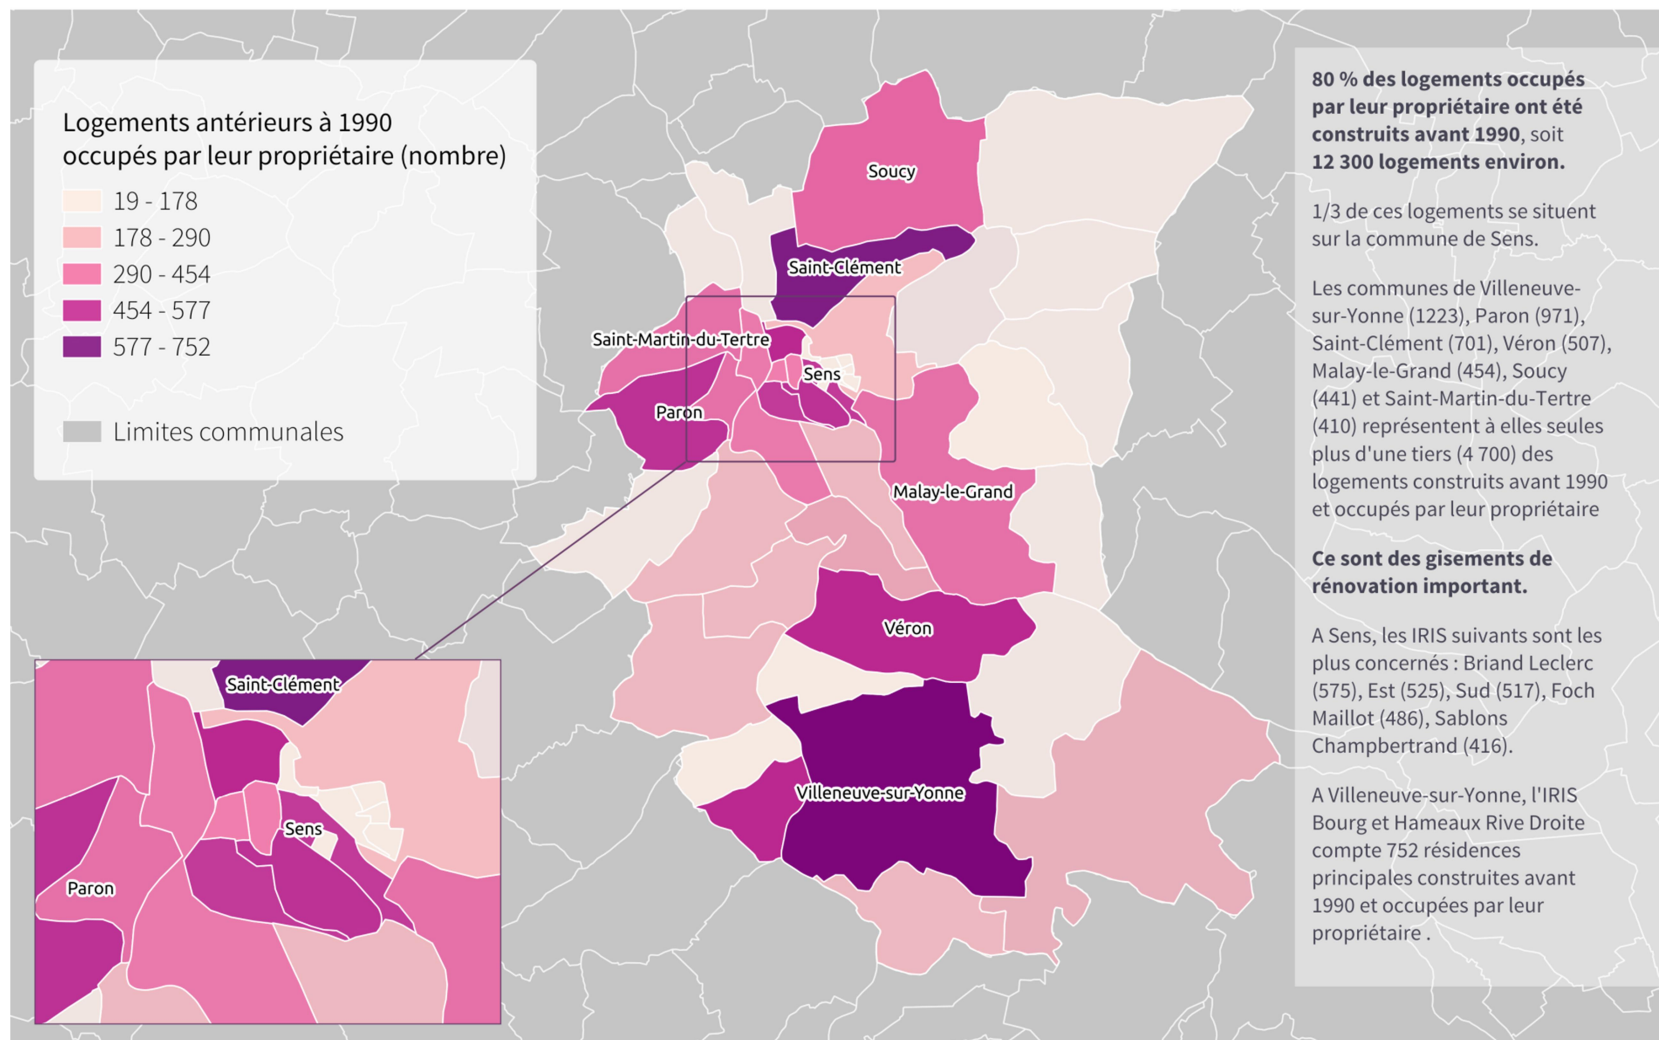 Logements antérieurs à 1990
occupés par leur propriétaire (nombre)
19 - 178
178 - 290
290 - 454
454 - 577
577 - 752
Limites communales
Soucy
Saint-Clément
Saint-Martin-du-Tertre
Sens
Paron
Malay-le-Grand
Véron
Villeneuve-sur-Yonne
Saint-Clément
Sens
Paron
80 % des logements occupés
par leur propriétaire ont été
construits avant 1990, soit
12 300 logements environ.
1/3 de ces logements se situent
sur la commune de Sens.
Les communes de Villeneuve-
sur-Yonne (1223), Paron (971),
Saint-Clément (701), Véron (507),
Malay-le-Grand (454), Soucy
(441) et Saint-Martin-du-Tertre
(410) représentent à elles seules
plus d'une tiers (4 700) des
logements construits avant 1990
et occupés par leur propriétaire
Ce sont des gisements de
rénovation important.
A Sens, les IRIS suivants sont les
plus concernés : Briand Leclerc
(575), Est (525), Sud (517), Foch
Maillot (486), Sablons
Champbertrand (416).
A Villeneuve-sur-Yonne, l'IRIS
Bourg et Hameaux Rive Droite
compte 752 résidences
principales construites avant
1990 et occupées par leur
propriétaire .